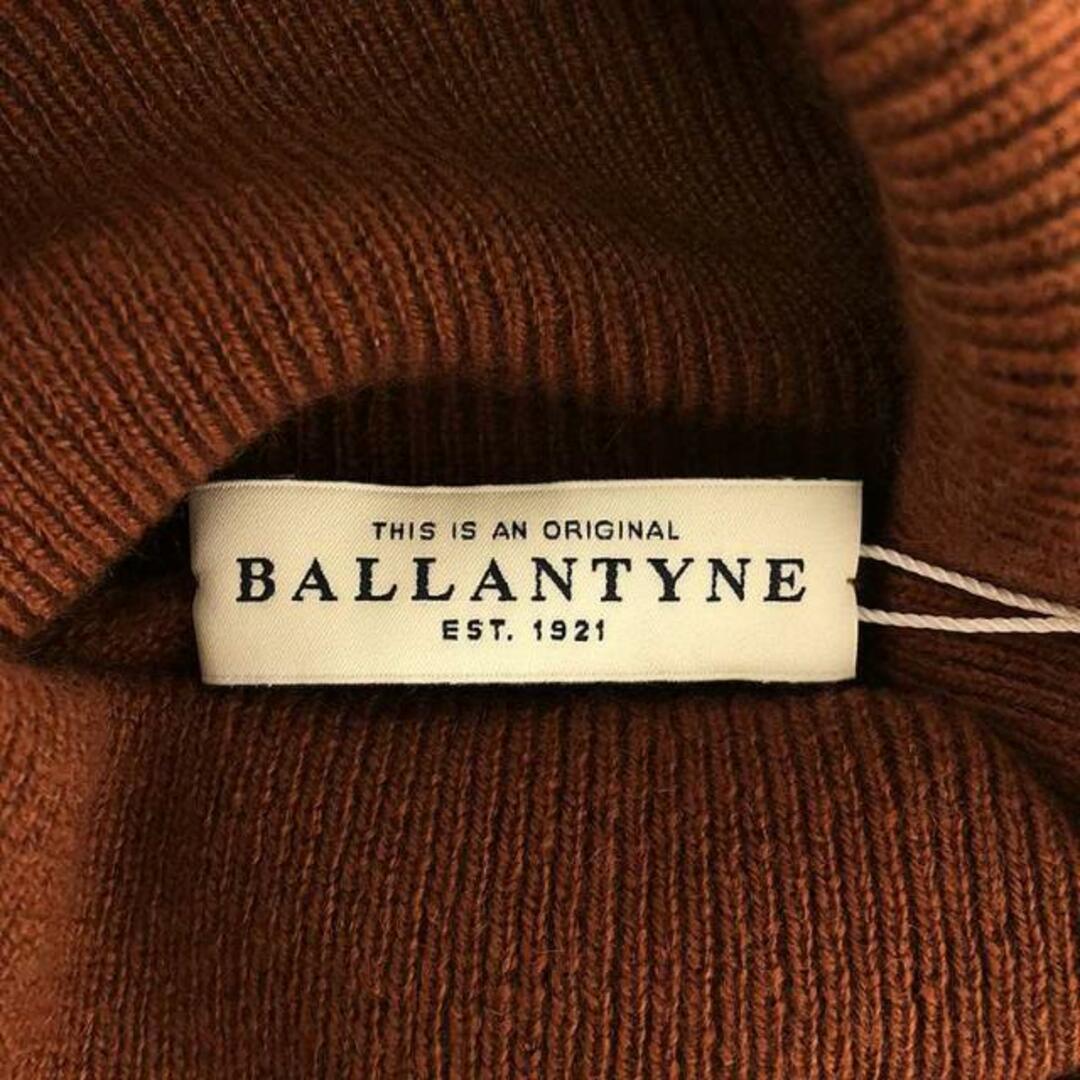 THIS IS AN ORIGINAL
BALLANTYNE
EST. 1921